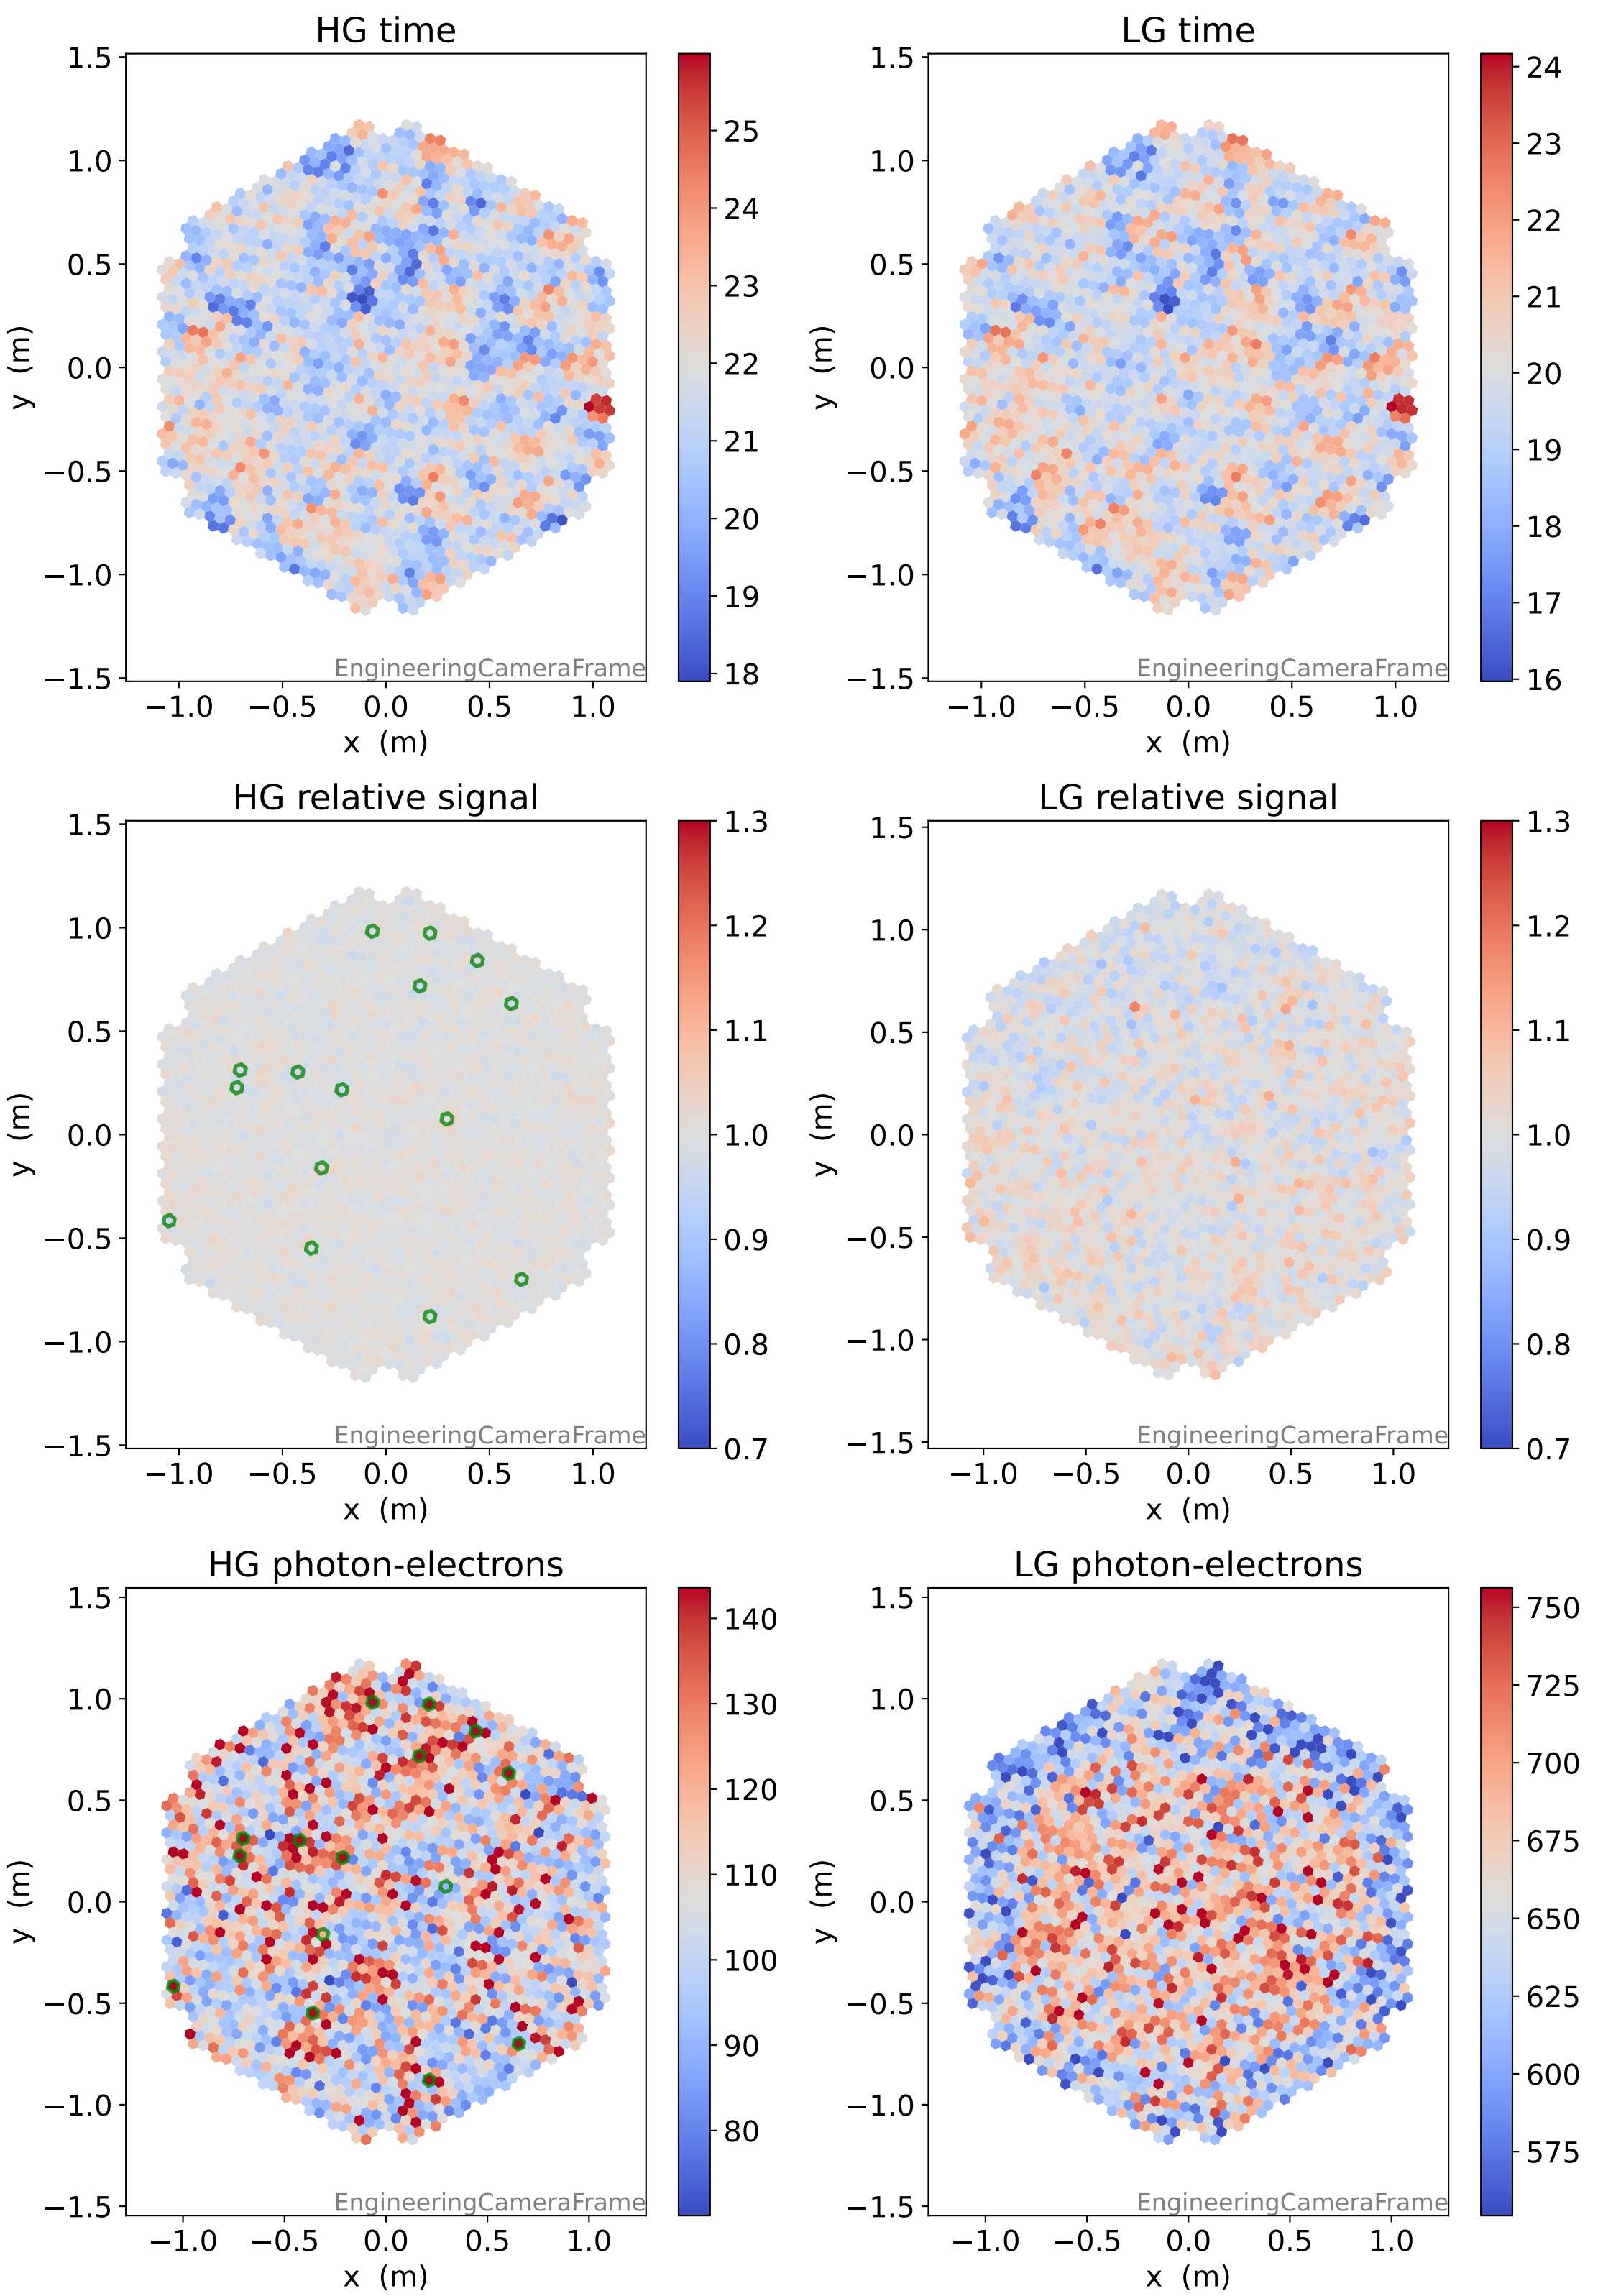 HG time
LG time
1.5
1.0
0.5
0.0
−0.5
−1.0
−1.5
y (m)
−1.0 −0.5 0.0 0.5 1.0
x (m)
EngineeringCameraFrame
25
24
23
22
21
20
19
18
1.5
1.0
0.5
0.0
−0.5
−1.0
−1.5
y (m)
−1.0 −0.5 0.0 0.5 1.0
x (m)
EngineeringCameraFrame
24
23
22
21
20
19
18
17
16
HG relative signal
LG relative signal
1.5
1.0
0.5
0.0
−0.5
−1.0
−1.5
y (m)
−1.0 −0.5 0.0 0.5 1.0
x (m)
EngineeringCameraFrame
1.3
1.2
1.1
1.0
0.9
0.8
0.7
1.5
1.0
0.5
0.0
−0.5
−1.0
−1.5
y (m)
−1.0 −0.5 0.0 0.5 1.0
x (m)
EngineeringCameraFrame
1.3
1.2
1.1
1.0
0.9
0.8
0.7
HG photon-electrons
LG photon-electrons
1.5
1.0
0.5
0.0
−0.5
−1.0
−1.5
y (m)
−1.0 −0.5 0.0 0.5 1.0
x (m)
EngineeringCameraFrame
140
130
120
110
100
90
80
1.5
1.0
0.5
0.0
−0.5
−1.0
−1.5
y (m)
−1.0 −0.5 0.0 0.5 1.0
x (m)
EngineeringCameraFrame
750
725
700
675
650
625
600
575